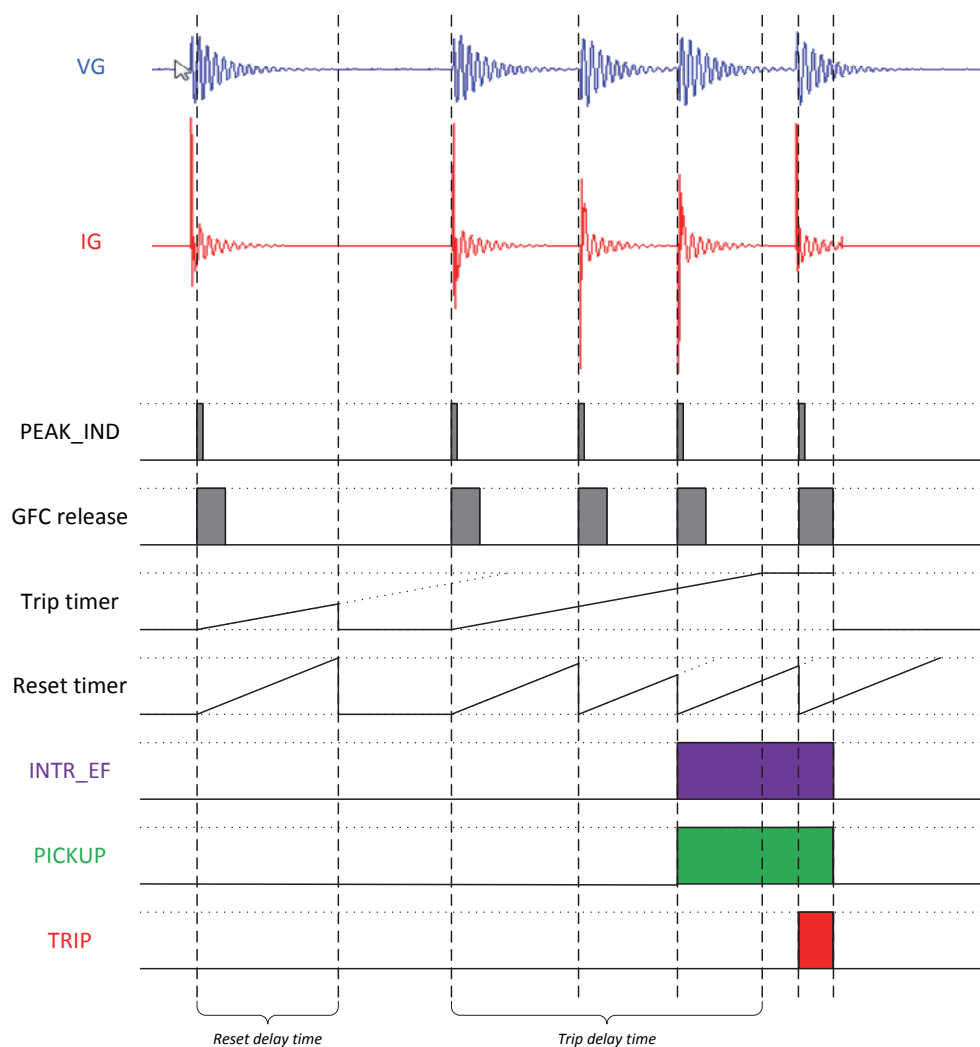 VG
IG
PEAK_IND
GFC release
Trip timer
Reset timer
INTR_EF
PICKUP
TRIP
Reset delay time
Trip delay time